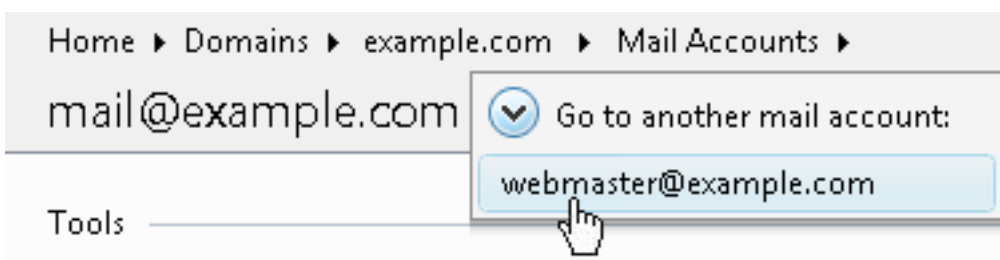 Home ▸ Domains ▸ example.com ▸ Mail Accounts ▸
mail@example.com
Go to another mail account:
webmaster@example.com
Tools